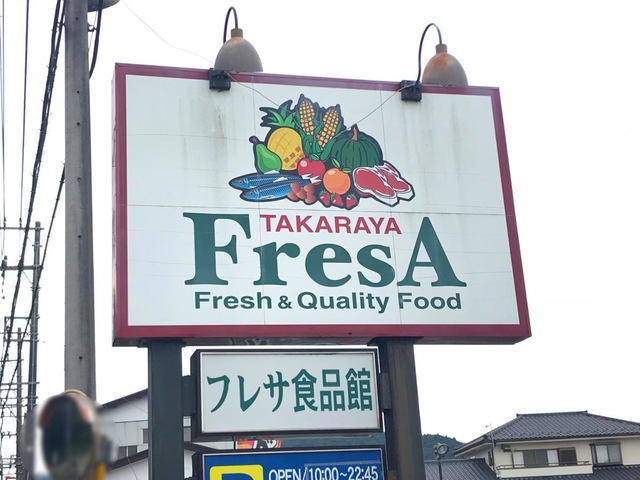 TAKARAYA
FresA
Fresh & Quality Food
フレサ食品館
P OPEN/10:00~22:45